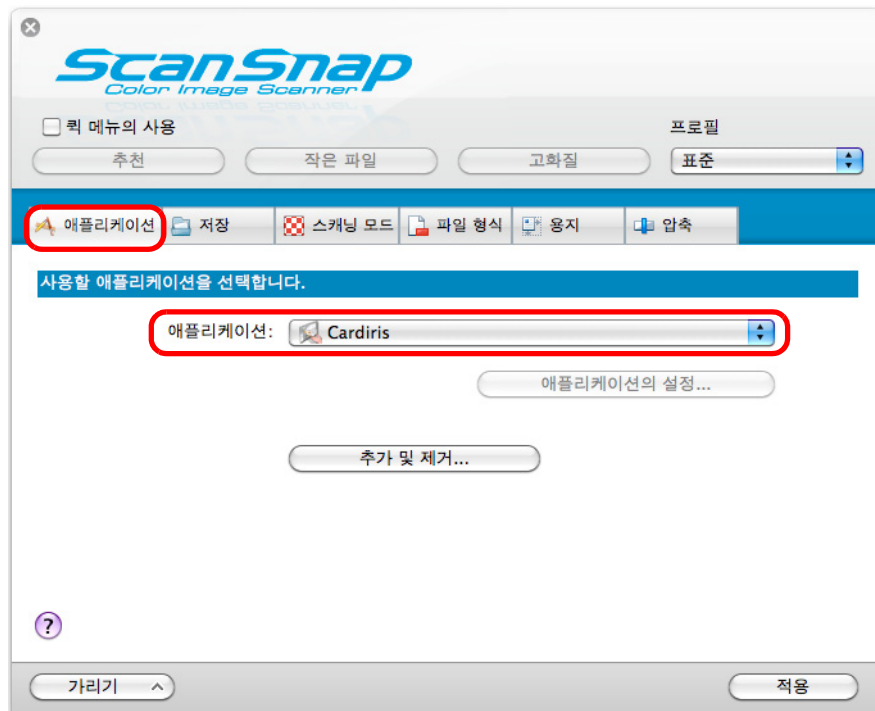 ScanSnap
Color Image Scanner
퀵 메뉴의 사용
프로필
추천 작은 파일 고화질 표준
애플리케이션 저장 스캐닝 모드 파일 형식 용지 압축
사용할 애플리케이션을 선택합니다.
애플리케이션: Cardiris
애플리케이션의 설정...
추가 및 제거...
?
가리기 적용